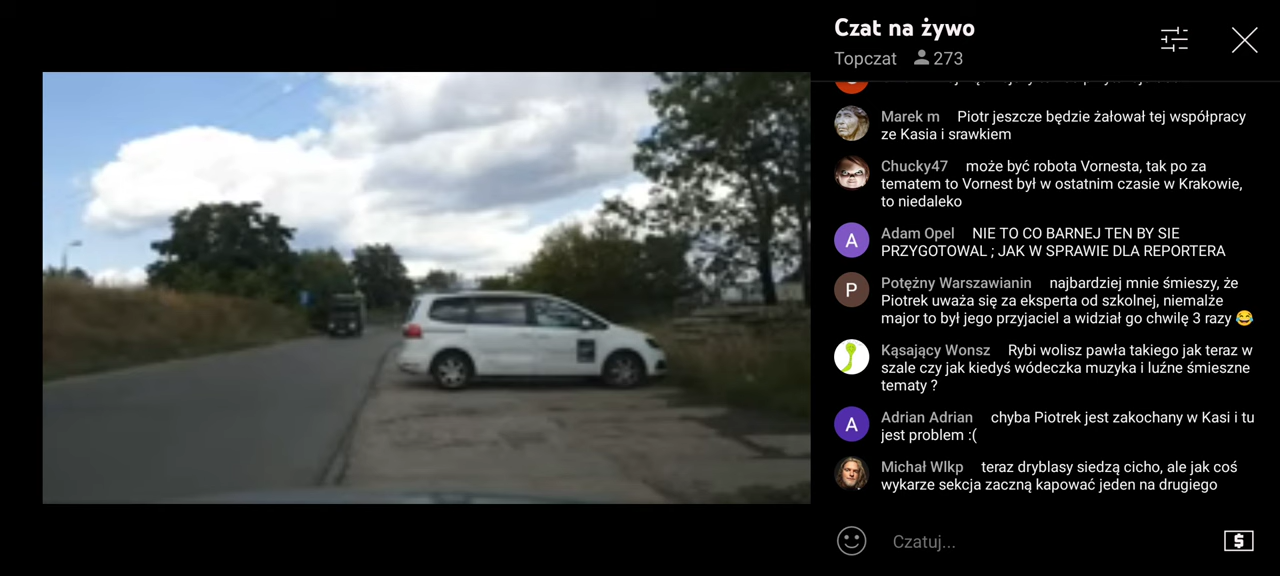 Czat na żywo
Topczat 273
Marek m Piotr jeszcze będzie żałował tej współpracy
ze Kasia i srawkiem
Chucky47 może być robota Vornesta, tak po za
tematem to Vornest był w ostatnim czasie w Krakowie,
to niedaleko
A Adam Opel NIE TO CO BARNEJ TEN BY SIE
PRZYGOTOWAL ; JAK W SPRAWIE DLA REPORTERA
P Potężny Warszawianin najbardziej mnie śmieszy, że
Piotrek uważa się za eksperta od szkolnej, niemalże
major to był jego przyjaciel a widział go chwilę 3 razy 😂
Kąsający Wonsz Rybi wolisz pawła takiego jak teraz w
szale czy jak kiedyś wódeczka muzyka i luźne śmieszne
tematy ?
A Adrian Adrian chyba Piotrek jest zakochany w Kasi i tu
jest problem :(
Michał Wlkp teraz dryblasy siedzą cicho, ale jak coś
wykarze sekcja zaczną kapować jeden na drugiego
Czatuj...
$